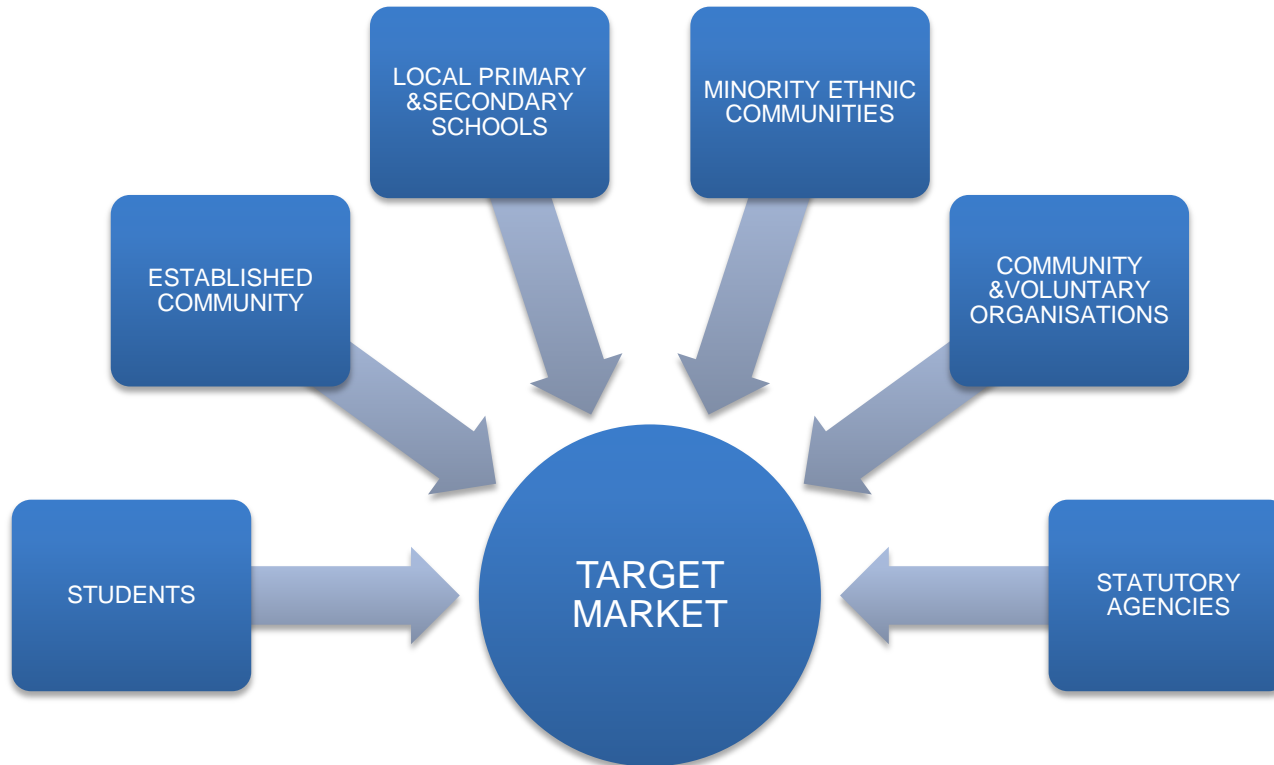 LOCAL PRIMARY
&SECONDARY
SCHOOLS
MINORITY ETHNIC
COMMUNITIES
ESTABLISHED
COMMUNITY
COMMUNITY
&VOLUNTARY
ORGANISATIONS
STUDENTS
TARGET
MARKET
STATUTORY
AGENCIES